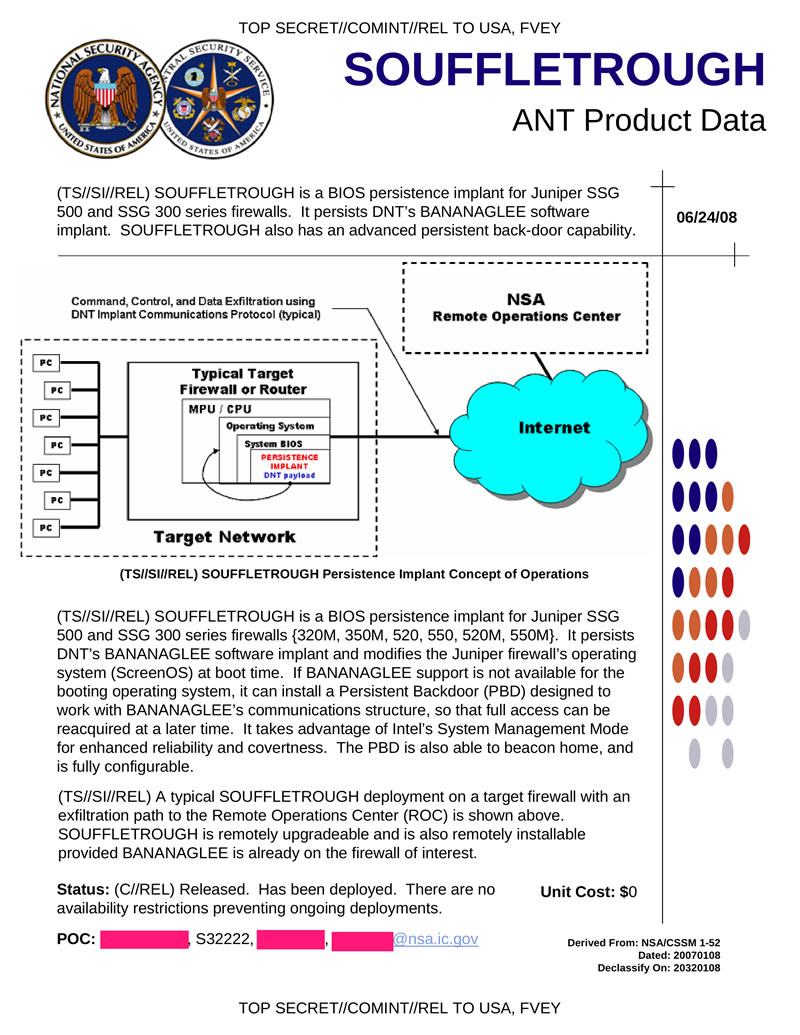 TOP SECRET//COMINT//REL TO USA, FVEY
NATIONAL SECURITY AGENCY
UNITED STATES OF AMERICA
TRAL SECURITY SERVICE
UNITED STATES OF AMERICA
SOUFFLETROUGH
ANT Product Data
(TS//SI//REL) SOUFFLETROUGH is a BIOS persistence implant for Juniper SSG
500 and SSG 300 series firewalls. It persists DNT's BANANAGLEE software
implant. SOUFFLETROUGH also has an advanced persistent back-door capability.
06/24/08
Command, Control, and Data Exfiltration using
DNT Implant Communications Protocol (typical)
NSA
Remote Operations Center
PC
PC
PC
PC
PC
PC
PC
Typical Target
Firewall or Router
MPU / CPU
Operating System
System BIOS
PERSISTENCE
IMPLANT
DNT payload
Internet
Target Network
(TS//SI//REL) SOUFFLETROUGH Persistence Implant Concept of Operations
(TS//SI//REL) SOUFFLETROUGH is a BIOS persistence implant for Juniper SSG
500 and SSG 300 series firewalls {320M, 350M, 520, 550, 520M, 550M}. It persists
DNT's BANANAGLEE software implant and modifies the Juniper firewall's operating
system (ScreenOS) at boot time. If BANANAGLEE support is not available for the
booting operating system, it can install a Persistent Backdoor (PBD) designed to
work with BANANAGLEE's communications structure, so that full access can be
reacquired at a later time. It takes advantage of Intel's System Management Mode
for enhanced reliability and covertness. The PBD is also able to beacon home, and
is fully configurable.
(TS//SI//REL) A typical SOUFFLETROUGH deployment on a target firewall with an
exfiltration path to the Remote Operations Center (ROC) is shown above.
SOUFFLETROUGH is remotely upgradeable and is also remotely installable
provided BANANAGLEE is already on the firewall of interest.
Status: (C//REL) Released. Has been deployed. There are no
availability restrictions preventing ongoing deployments.
Unit Cost: $0
POC: , S32222, , @nsa.ic.gov
Derived From: NSA/CSSM 1-52
Dated: 20070108
Declassify On: 20320108
TOP SECRET//COMINT//REL TO USA, FVEY